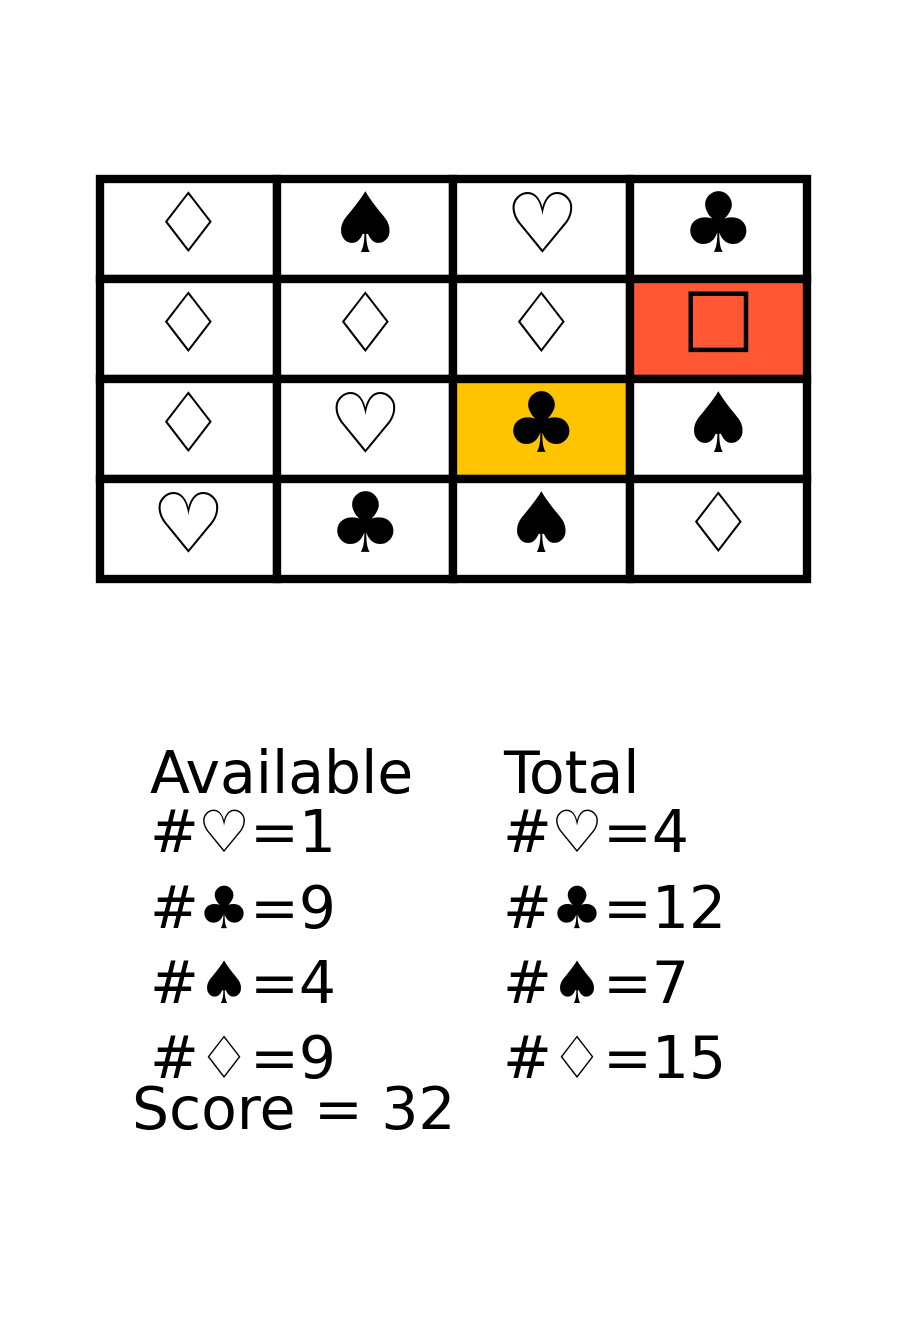 ♢ ♠ ♡ ♣
♢ ♢ ♢ □
♢ ♡ ♣ ♠
♡ ♣ ♠ ♢
Available Total
#♡=1 #♡=4
#♣=9 #♣=12
#♠=4 #♠=7
#♢=9 #♢=15
Score = 32